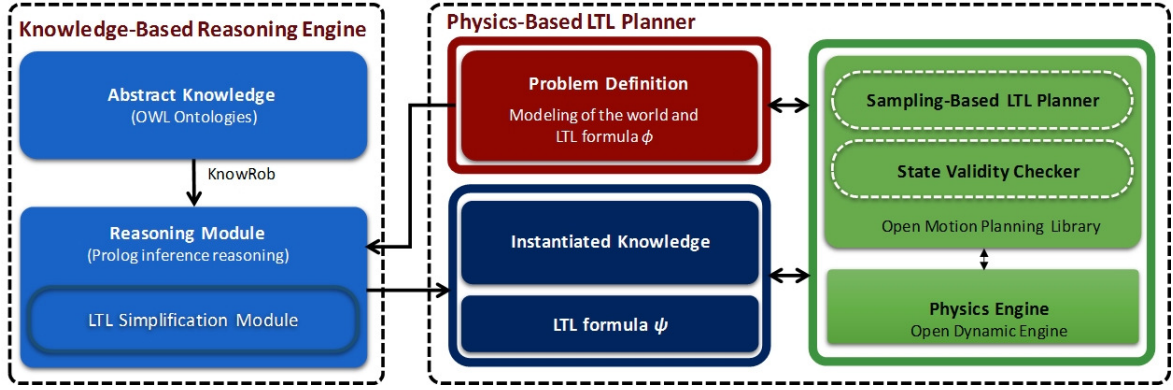 Knowledge-Based Reasoning Engine
Abstract Knowledge
(OWL Ontologies)
KnowRob
Reasoning Module
(Prolog inference reasoning)
LTL Simplification Module
Physics-Based LTL Planner
Problem Definition
Modeling of the world and
LTL formula ϕ
Instantiated Knowledge
LTL formula ψ
Sampling-Based LTL Planner
State Validity Checker
Open Motion Planning Library
Physics Engine
Open Dynamic Engine